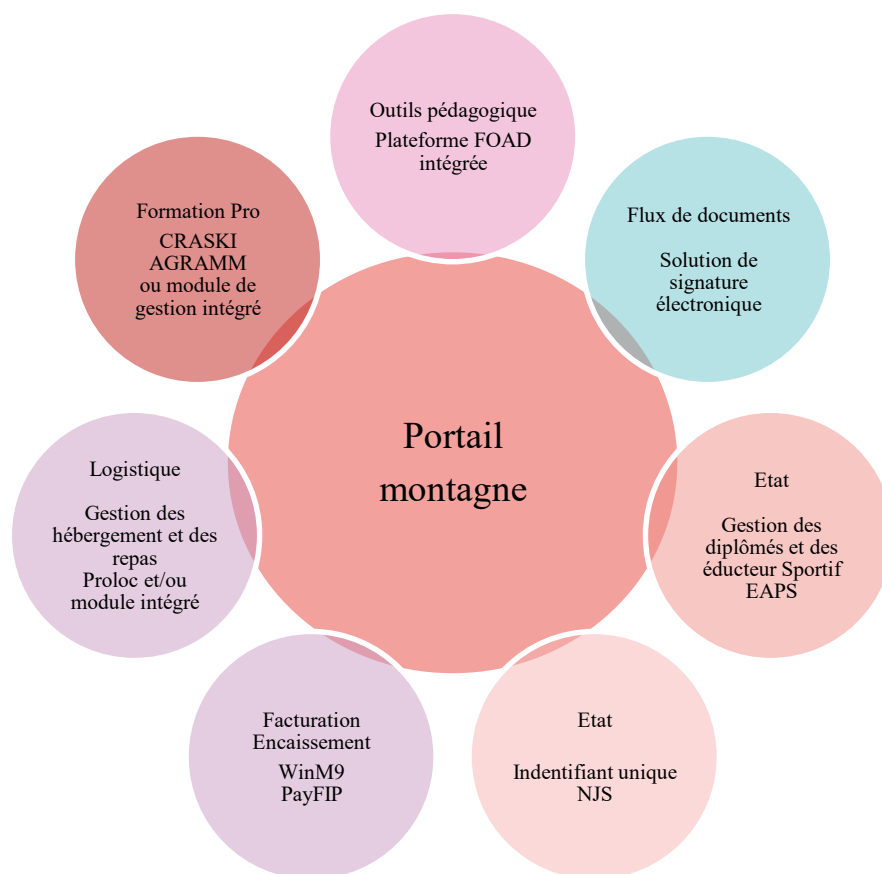 Outils pédagogique
Plateforme FOAD
intégrée
Flux de documents
Solution de
signature
électronique
Etat
Gestion des
diplômés et des
éducteur Sportif
EAPS
Etat
Indentifiant unique
NJS
Facturation
Encaissement
WinM9
PayFIP
Logistique
Gestion des
hébergement et des
repas
Proloc et/ou
module intégré
Formation Pro
CRASKI
AGRAMM
ou module de
gestion intégré
Portail
montagne